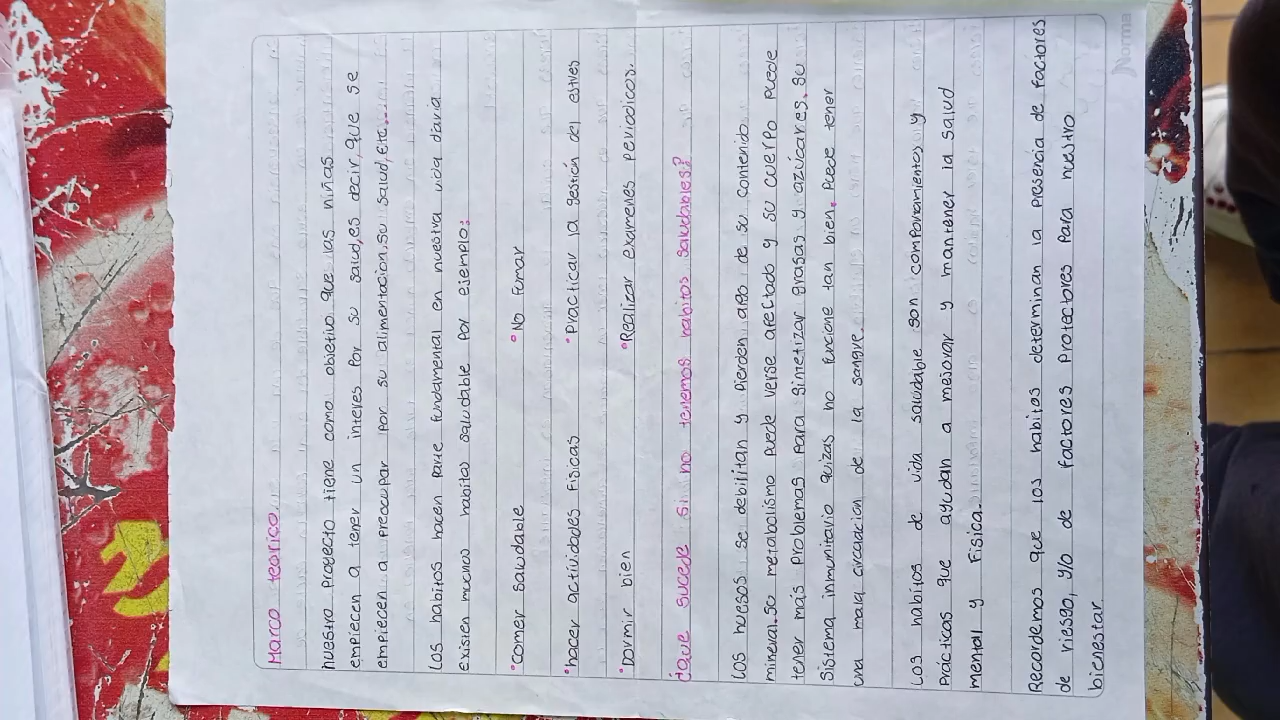 Marco teorico.
nuestro proyecto tiene como objetivo que las niñas
empiecen a tener un interes por su salud, es decir, que se
empiecen a preocupar por su alimentacion, su salud, etc...
Los habitos hacen parte fundamental en nuestra vida diaria
existen muchos habitos saludable por ejemplo:
°comer saludable °No fumar
°hacer actividades fisicas °Practicar la gestión del estres
°Dormir bien °Realizar examenes periodicos.
¿que sucede si no tenemos habitos saludables?
Los huesos se debilitan y pierden algo de su contenido
mineral. su metabolismo puede verse afectado y su cuerpo puede
tener más problemas para sintetizar grasas y azúcares. su
sistema inmunitario quizas no funcione tan bien. Puede tener
una mala circulacion de la sangre.
Los habitos de vida saludable son comportamientos y
prácticas que ayudan a mejorar y mantener la salud
mental y fisica.
Recordemos que los habitos determinan la presencia de factores
de riesgo, y/o de factores protectores para nuestro
bienestar.
Norma